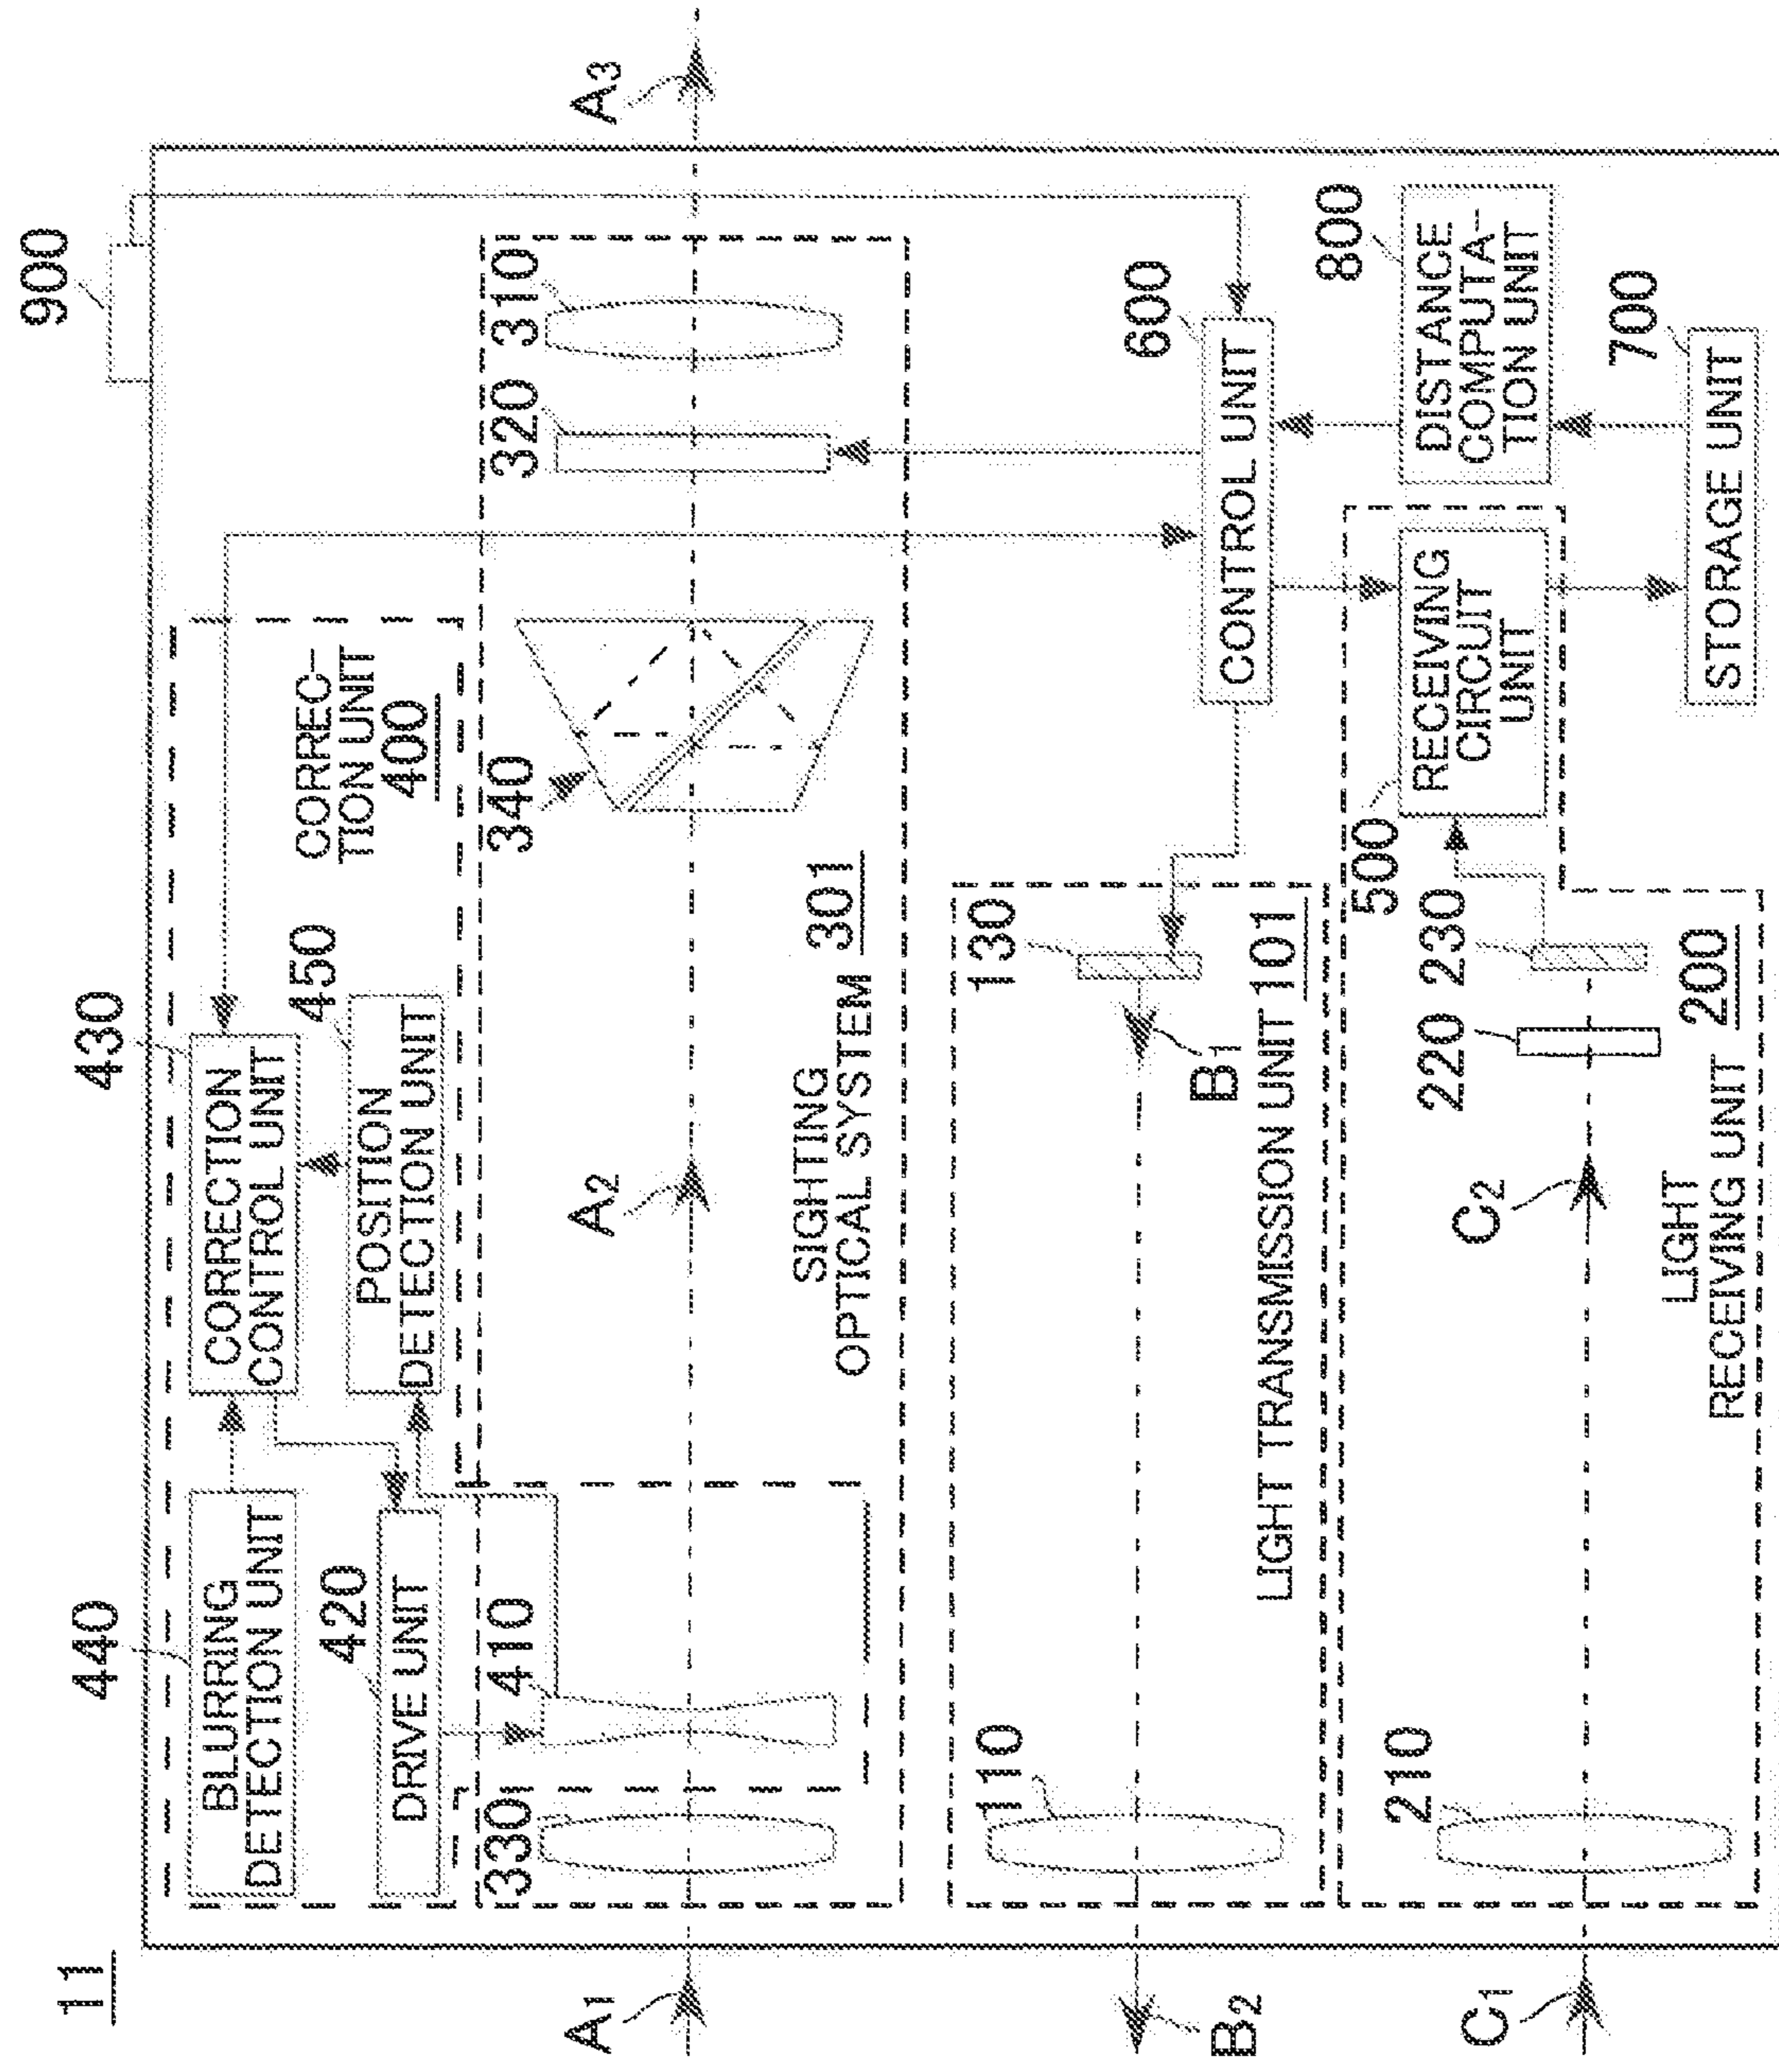 11
900
440
430
BLURRING
DETECTION UNIT
CORRECTION
CONTROL UNIT
420
450
DRIVE UNIT
POSITION
DETECTION UNIT
CORREC-
TION UNIT
400
330
410
340
320
310
A1
A2
A3
SIGHTING
OPTICAL SYSTEM 301
110
130
B1
B2
LIGHT TRANSMISSION UNIT 101
600
CONTROL UNIT
210
220
230
500
RECEIVING
CIRCUIT
UNIT
800
DISTANCE
COMPUTA-
TION UNIT
C1
C2
LIGHT
RECEIVING UNIT 200
700
STORAGE UNIT